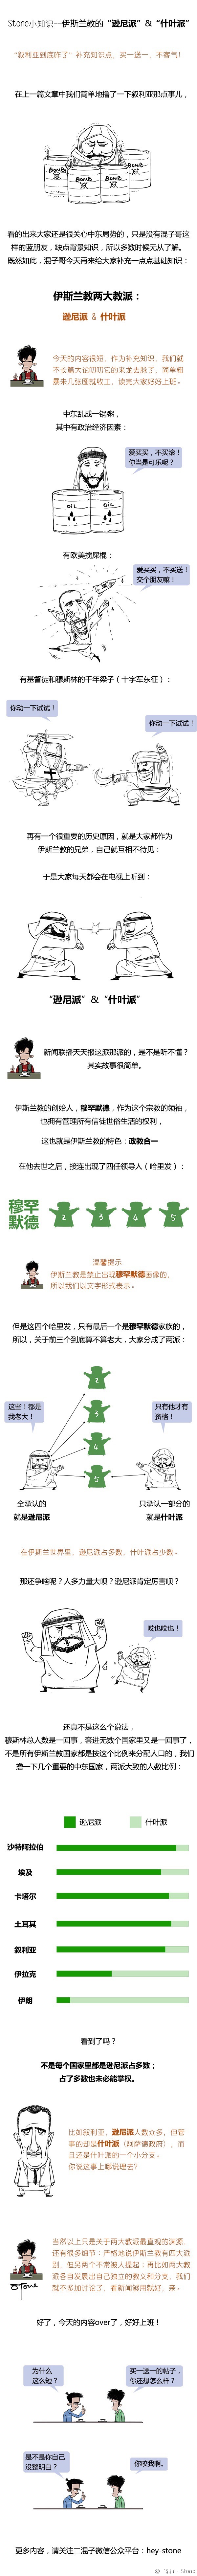 Stone小知识—伊斯兰教的“逊尼派”&“什叶派”
“叙利亚到底咋了”补充知识点，买一送一，不客气!
在上一篇文章中我们简单地撸了一下叙利亚那点事儿，
BOMB
BOMB
BOMB
看的出来大家还是很关心中东局势的，只是没有混子哥这
样的蓝朋友，缺点背景知识，所以多数时候无从了解。
既然如此，混子哥今天再来给大家补充一点点基础知识：
伊斯兰教两大教派：
逊尼派 & 什叶派
今天的内容很短，作为补充知识，我们就
不长篇大论叨叨它的来龙去脉了，简单粗
暴来几张图就收工，读完大家好好上班。
中东乱成一锅粥，
其中有政治经济因素：
爱买买，不买滚！
你当是可乐呢？
OIL
OIL
有欧美搅屎棍：
爱买买，不买送！
交个朋友嘛！
有基督徒和穆斯林的千年梁子（十字军东征）：
你动一下试试！
你动一下试试！
再有一个很重要的历史原因，就是大家都作为
伊斯兰教的兄弟，自己就互相不待见：
于是大家每天都会在电视上听到：
“逊尼派”&“什叶派”
新闻联播天天报这派那派的，是不是听不懂？
其实故事很简单。
伊斯兰教的创始人，穆罕默德，作为这个宗教的领袖，
也拥有管理所有信徒世俗生活的权利，
这也就是伊斯兰教的特色：政教合一
在他去世之后，接连出现了四任领导人（哈里发）：
穆罕
默德
2
3
4
5
温馨提示
伊斯兰教是禁止出现穆罕默德画像的，
所以我们以文字形式表示。
但是这四个哈里发，只有最后一个是穆罕默德家族的，
所以，关于前三个到底算不算老大，大家分成了两派：
2
3
4
5
这些！都是
我老大！
只有他才有
资格！
全承认的
就是逊尼派
只承认一部分的
就是什叶派
在伊斯兰世界里，逊尼派占多数，什叶派占少数。
那还争啥呢？人多力量大呗？逊尼派肯定厉害呗？
哎也哎也！
还真不是这么个说法，
穆斯林总人数是一回事，套进无数个国家里又是一回事了，
不是所有伊斯兰教国家都是按这个比例来分配人口的，我们
撸一下几个重要的中东国家，两派大致的人数比例：
逊尼派
什叶派
沙特阿拉伯
埃及
卡塔尔
土耳其
叙利亚
伊拉克
伊朗
看到了吗？
不是每个国家里都是逊尼派占多数；
占了多数也未必能掌权。
比如叙利亚，逊尼派人数众多，但管
事的却是什叶派（阿萨德政府），而
且还是什叶派的一个小分支。
你说这事上哪说理去？
当然以上只是关于两大教派最直观的渊源，
还有很多细节：严格地说伊斯兰教有四大派
别，但另两个不常被人提起；再比如两大教
派各自发展出自己独立的教义和分支，我们
就不多加讨论了，看新闻够用就好，亲。
Stone
好了，今天的内容over了，好好上班！
为什么
这么短？
买一送一的帖子，
你还想怎么样？
是不是你自己
没整明白？
你咬我啊。
更多内容，请关注二混子微信公众平台：hey-stone